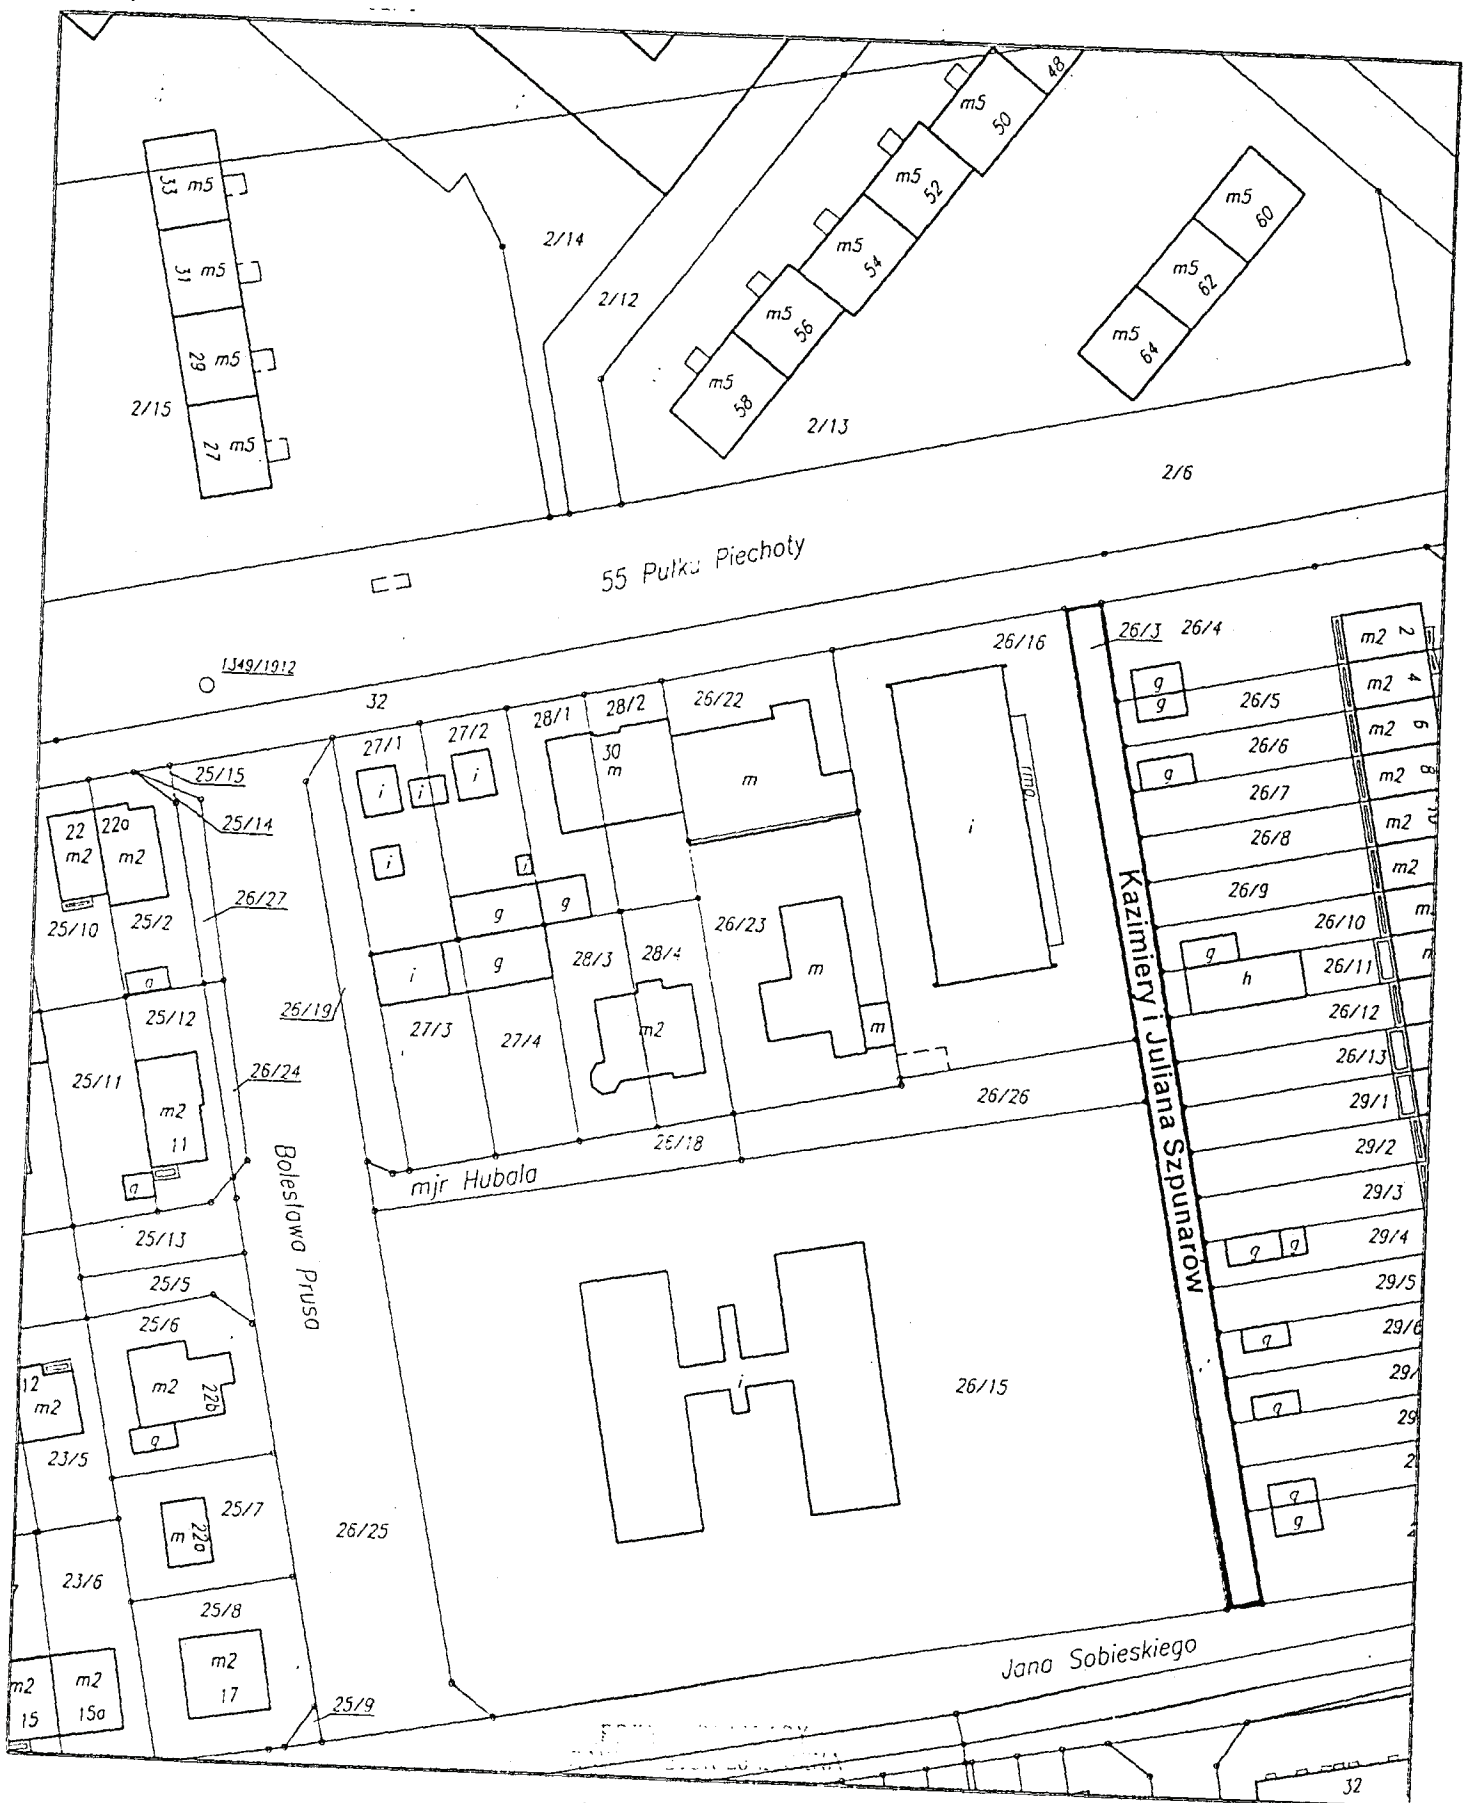 48
m5
50
33 m5
m5
52
m5
60
31 m5
2/14
m5
54
m5
62
2/12
m5
56
m5
64
29 m5
2/15
m5
58
27 m5
2/13
2/6
55 Pułku Piechoty
1349/1912
32
26/16
26/3
26/4
m2 2
g
g
26/5
m2 4
26/6
m2 6
g
26/7
m2 8
26/8
m2
26/9
m2
26/10
g
h
26/11
26/12
26/13
29/1
29/2
29/3
g g
29/4
29/5
g
g
g
g
27/1
27/2
28/1
28/2
26/22
25/15
25/14
i
i
i
30
m
m
i
rmp.
22
m2
22a
m2
i
i
26/27
25/10
25/2
g
g
26/23
g
i
g
28/3
28/4
m
25/12
26/19
27/3
27/4
m2
m
25/11
26/24
26/26
m2
11
26/18
mjr Hubala
Kazimiery i Juliana Szpunarów
Bolesława Prusa
25/13
25/5
25/6
12
m2
m2
22b
g
i
26/15
23/5
25/7
m
22a
26/25
23/6
25/8
m2
17
m2
15
m2
15a
25/9
Jana Sobieskiego
32